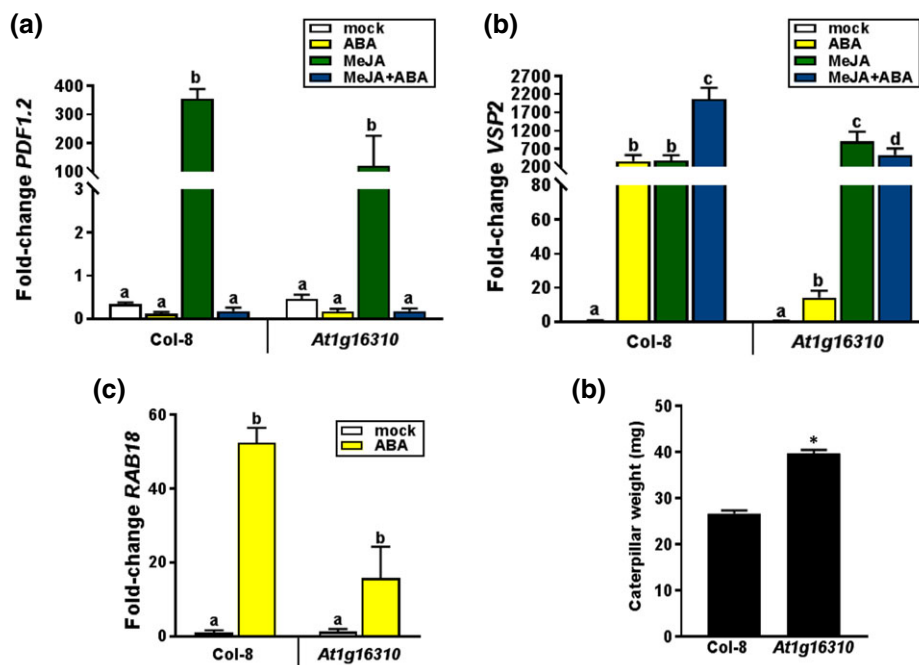 (a)
mock
ABA
MeJA
MeJA+ABA
Fold-change PDF1.2
400
300
200
100
3
2
1
0
a
a
b
a
a
a
b
a
Col-8
At1g16310
(b)
mock
ABA
MeJA
MeJA+ABA
Fold-change VSP2
2700
2200
1700
1200
700
200
80
60
40
20
0
a
b
b
c
a
b
c
d
Col-8
At1g16310
(c)
mock
ABA
Fold-change RAB18
60
40
20
0
a
b
a
b
Col-8
At1g16310
(b)
Caterpillar weight (mg)
50
40
30
20
10
0
*
Col-8
At1g16310